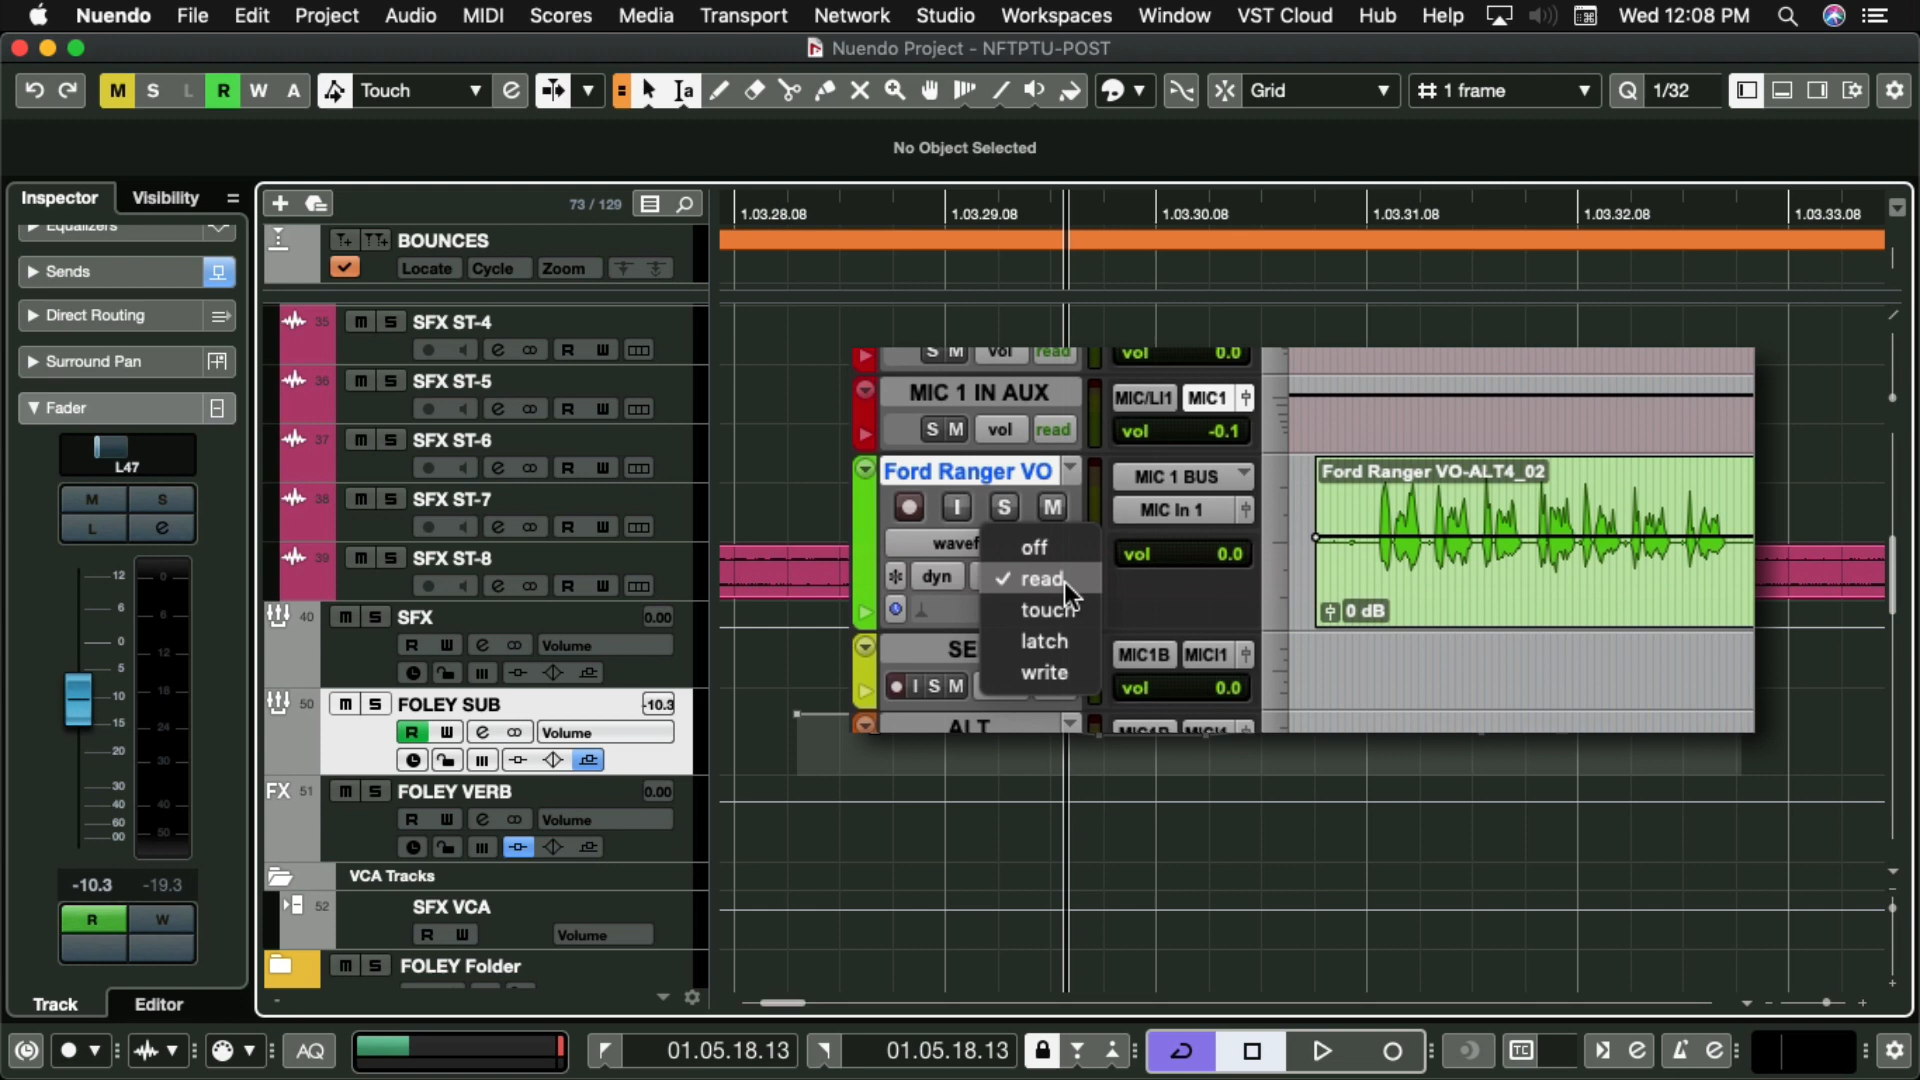 Nuendo File Edit Project Audio MIDI Scores Media Transport Network Studio Workspaces Window VST Cloud Hub Help Wed 12:08 PM
Nuendo Project - NFTPTU-POST
M S L R W A Touch Grid 1 frame Q 1/32
No Object Selected
Inspector Visibility
Equalizers
Sends
Direct Routing
Surround Pan
Fader
L47
M S
L e
12 0
6 6
0 12
5
10 18
15 24
20 30
30
40 40
60
00 50
-10.3 -19.3
R W
Track Editor
73 / 129
BOUNCES
Locate Cycle Zoom
35 m S SFX ST-4
R W
36 m S SFX ST-5
R W
37 m S SFX ST-6
R W
38 m S SFX ST-7
R W
39 m S SFX ST-8
R W
40 m S SFX 0.00
R W Volume
50 m S FOLEY SUB -10.3
R W Volume
FX 51 m S FOLEY VERB 0.00
R W Volume
VCA Tracks
52 SFX VCA
R W Volume
m S FOLEY Folder
1.03.28.08 1.03.29.08 1.03.30.08 1.03.31.08 1.03.32.08 1.03.33.08
S M vol read vol 0.0
MIC 1 IN AUX MIC/LI1 MIC1
S M vol read vol -0.1
Ford Ranger VO MIC 1 BUS
I S M MIC In 1
wavef vol 0.0
dyn
off
read
touch
latch
write
Ford Ranger VO-ALT4_02
0 dB
SE MIC1B MICI1
I S M vol 0.0
ALT
AQ 01.05.18.13 01.05.18.13 TC